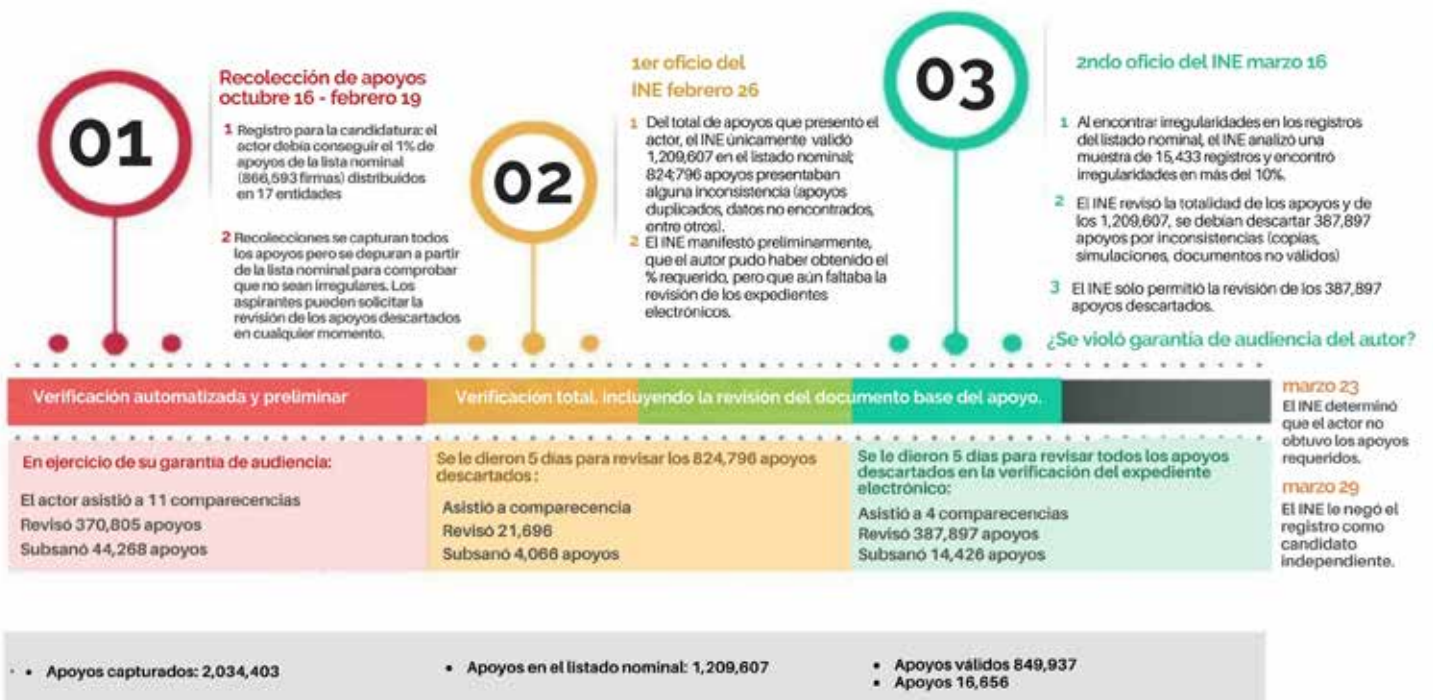 01
Recolección de apoyos
octubre 16 - febrero 19
1 Registro para la candidatura: el
actor debía conseguir el 1% de
apoyos de la lista nominal
(866,593 firmas) distribuidos
en 17 entidades
2 Recolecciones se capturan todos
los apoyos pero se depuran a partir
de la lista nominal para comprobar
que no sean irregulares. Los
aspirantes pueden solicitar la
revisión de los apoyos descartados
en cualquier momento.
02
1er oficio del
INE febrero 26
1 Del total de apoyos que presentó el
actor, el INE únicamente validó
1,209,607 en el listado nominal;
824,796 apoyos presentaban
alguna inconsistencia (apoyos
duplicados, datos no encontrados,
entre otros).
2 El INE manifestó preliminarmente,
que el autor pudo haber obtenido el
% requerido, pero que aún faltaba la
revisión de los expedientes
electrónicos.
03
2ndo oficio del INE marzo 16
1 Al encontrar irregularidades en los registros
del listado nominal, el INE analizó una
muestra de 15,433 registros y encontró
irregularidades en más del 10%.
2 El INE revisó la totalidad de los apoyos y de
los 1,209,607, se debían descartar 387,897
apoyos por inconsistencias (copias,
simulaciones, documentos no válidos)
3 El INE sólo permitió la revisión de los 387,897
apoyos descartados.
¿Se violó garantía de audiencia del autor?
Verificación automatizada y preliminar
Verificación total, incluyendo la revisión del documento base del apoyo.
En ejercicio de su garantía de audiencia:
El actor asistió a 11 comparecencias
Revisó 370,805 apoyos
Subsanó 44,268 apoyos
Se le dieron 5 días para revisar los 824,796 apoyos
descartados :
Asistió a comparecencia
Revisó 21,696
Subsanó 4,066 apoyos
Se le dieron 5 días para revisar todos los apoyos
descartados en la verificación del expediente
electrónico:
Asistió a 4 comparecencias
Revisó 387,897 apoyos
Subsanó 14,426 apoyos
marzo 23
El INE determinó
que el actor no
obtuvo los apoyos
requeridos.
marzo 29
El INE le negó el
registro como
candidato
independiente.
• Apoyos capturados: 2,034,403
• Apoyos en el listado nominal: 1,209,607
• Apoyos válidos 849,937
• Apoyos 16,656